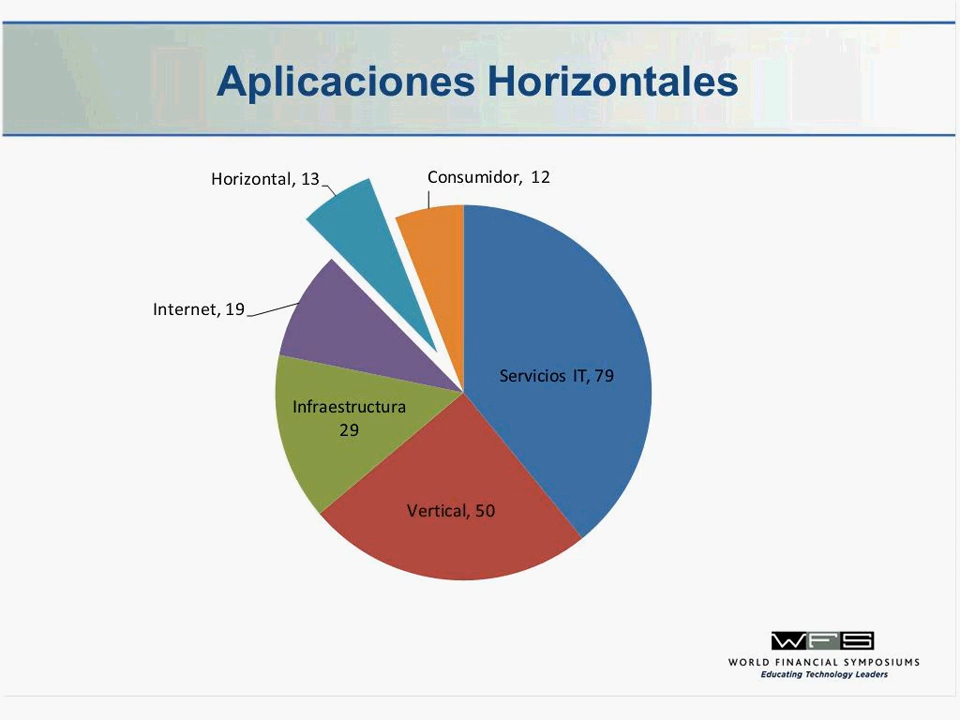 Aplicaciones Horizontales
Horizontal, 13
Consumidor, 12
Internet, 19
Servicios IT, 79
Infraestructura
29
Vertical, 50
WFS
WORLD FINANCIAL SYMPOSIUMS
Educating Technology Leaders